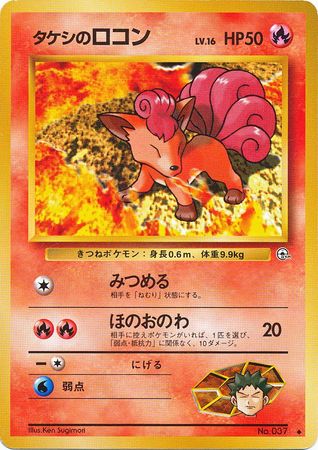 タケシのロコン LV.16 HP50
きつねポケモン：身長0.6m、体重9.9kg
みつめる
相手を「ねむり」状態にする。
ほのおのわ 20
相手に控えポケモンがいれば、1匹を選び、
「弱点・抵抗力」に関係なく、10ダメージ。
にげる
弱点
Illus.Ken Sugimori No.037